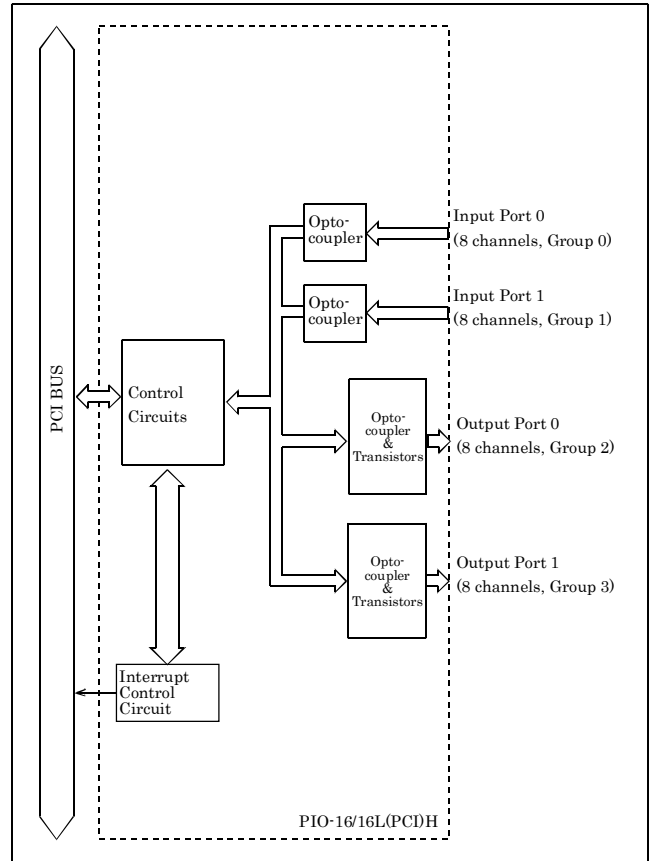 PCI BUS
Control
Circuits
Interrupt
Control
Circuit
Opto-
coupler
Opto-
coupler
Opto-
coupler
&
Transistors
Opto-
coupler
&
Transistors
Input Port 0
(8 channels, Group 0)
Input Port 1
(8 channels, Group 1)
Output Port 0
(8 channels, Group 2)
Output Port 1
(8 channels, Group 3)
PIO-16/16L(PCI)H